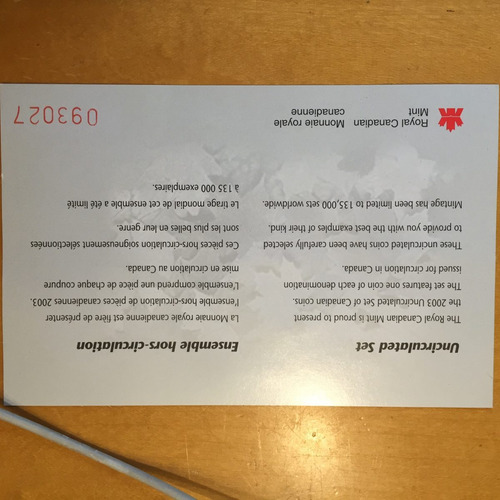 Uncirculated Set
The Royal Canadian Mint is proud to present
the 2003 Uncirculated Set of Canadian coins.
The set features one coin of each denomination
issued for circulation in Canada.
These uncirculated coins have been carefully selected
to provide you with the best examples of their kind.
Mintage has been limited to 135,000 sets worldwide.
Ensemble hors-circulation
La Monnaie royale canadienne est fière de présenter
l'ensemble hors-circulation de pièces canadiennes 2003.
L'ensemble comprend une pièce de chaque coupure
mise en circulation au Canada.
Ces pièces hors-circulation soigneusement sélectionnées
sont les plus belles en leur genre.
Le tirage mondial de cet ensemble a été limité
à 135 000 exemplaires.
Royal Canadian
Mint
Monnaie royale
canadienne
093027